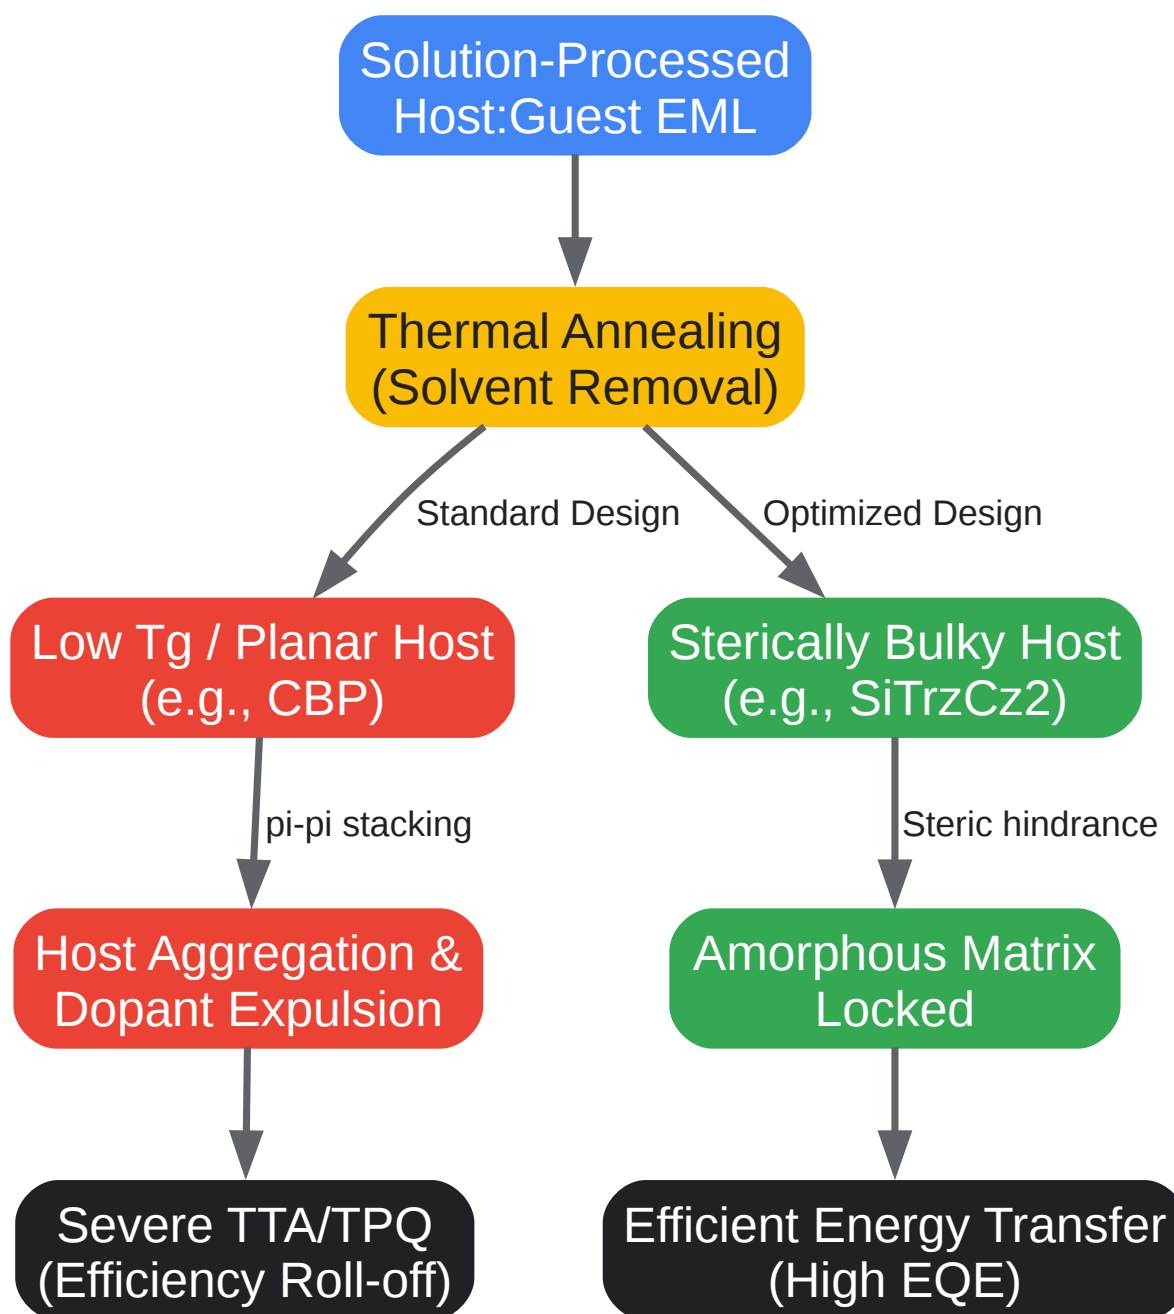 Solution-Processed
Host:Guest EML
Thermal Annealing
(Solvent Removal)
Standard Design
Optimized Design
Low Tg / Planar Host
(e.g., CBP)
Sterically Bulky Host
(e.g., SiTrzCz2)
pi-pi stacking
Steric hindrance
Host Aggregation &
Dopant Expulsion
Amorphous Matrix
Locked
Severe TTA/TPQ
(Efficiency Roll-off)
Efficient Energy Transfer
(High EQE)